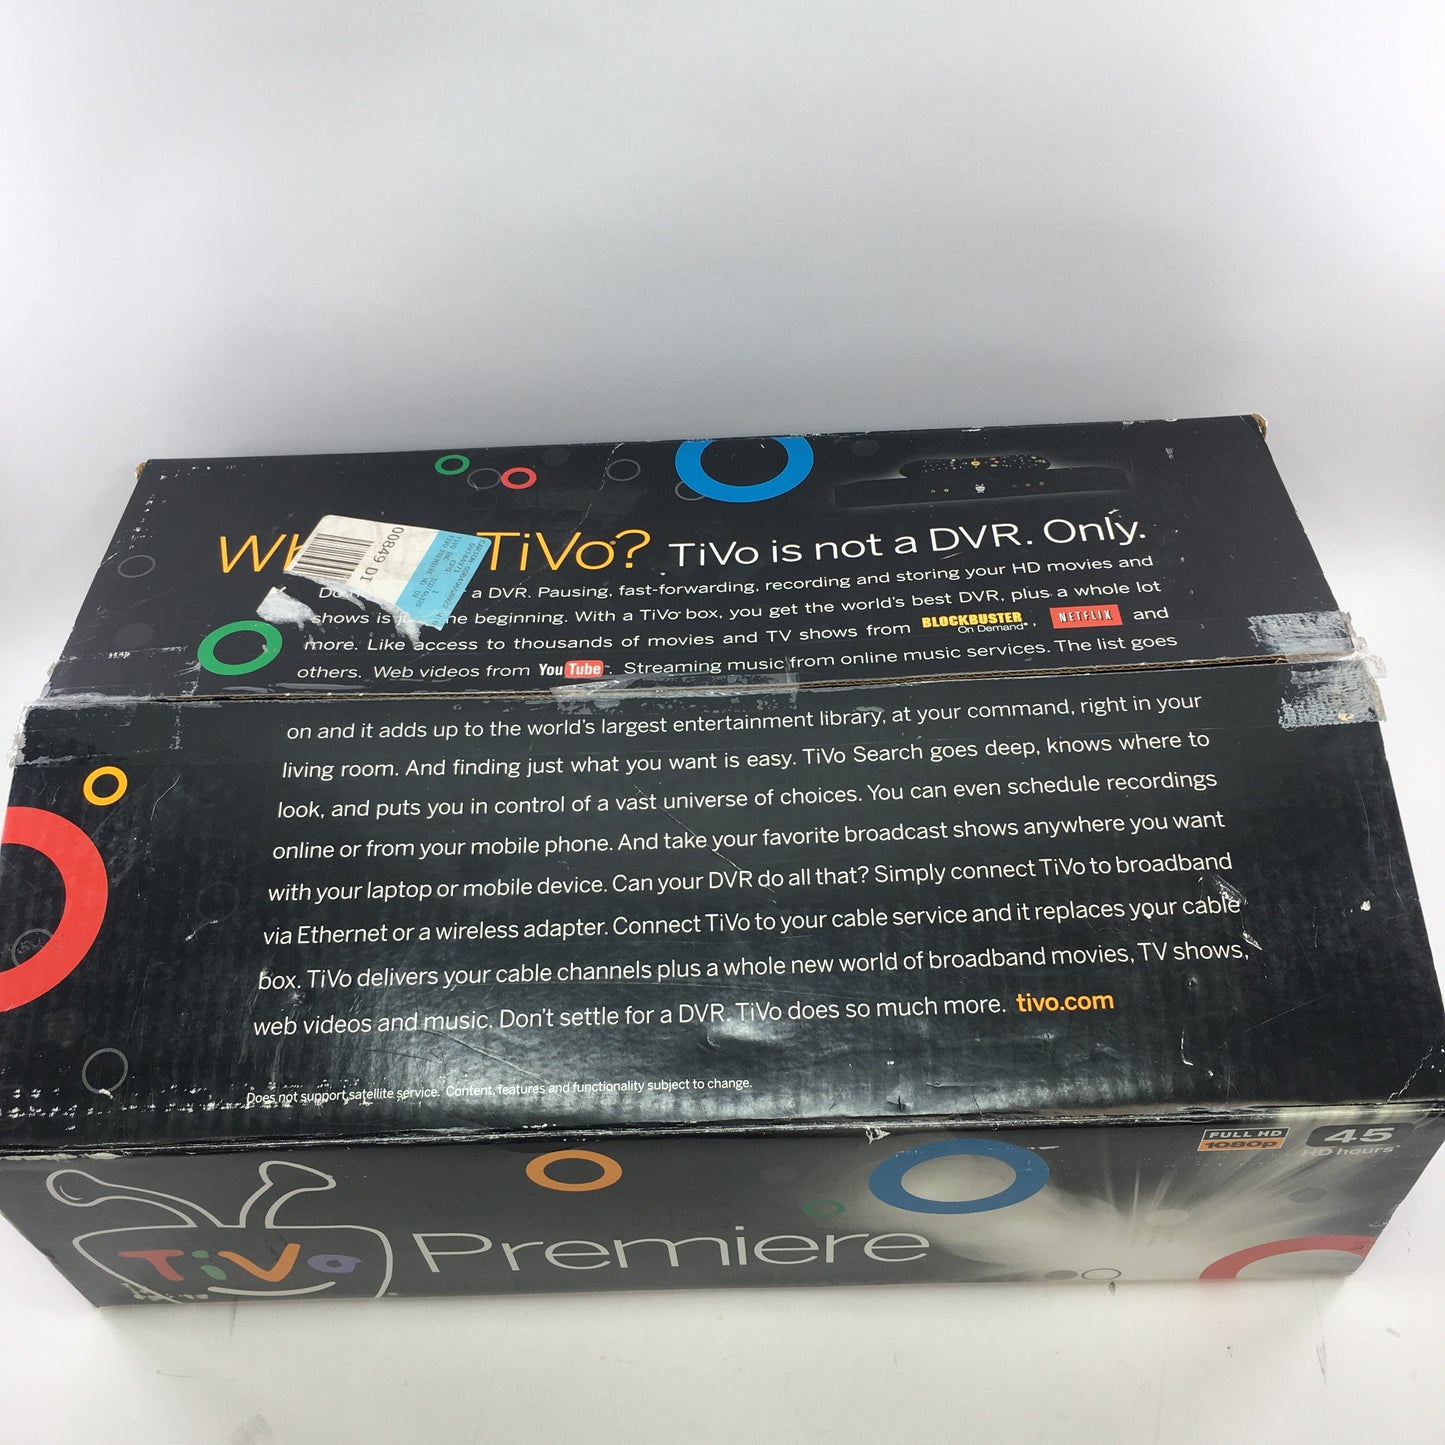 TiVo? TiVo is not a DVR. Only.
a DVR. Pausing, fast-forwarding, recording and storing your HD movies and
shows is beginning. With a TiVo box, you get the world's best DVR, plus a whole lot
more. Like access to thousands of movies and TV shows from BLOCKBUSTER On Demand®, NETFLIX and
others. Web videos from YouTube™. Streaming music from online music services. The list goes
on and it adds up to the world's largest entertainment library, at your command, right in your
living room. And finding just what you want is easy. TiVo Search goes deep, knows where to
look, and puts you in control of a vast universe of choices. You can even schedule recordings
online or from your mobile phone. And take your favorite broadcast shows anywhere you want
with your laptop or mobile device. Can your DVR do all that? Simply connect TiVo to broadband
via Ethernet or a wireless adapter. Connect TiVo to your cable service and it replaces your cable
box. TiVo delivers your cable channels plus a whole new world of broadband movies, TV shows,
web videos and music. Don't settle for a DVR. TiVo does so much more. tivo.com
Does not support satellite service. Content, features and functionality subject to change.
00849 DI
FULL HD
1080p
45
HD hours
TiVo Premiere